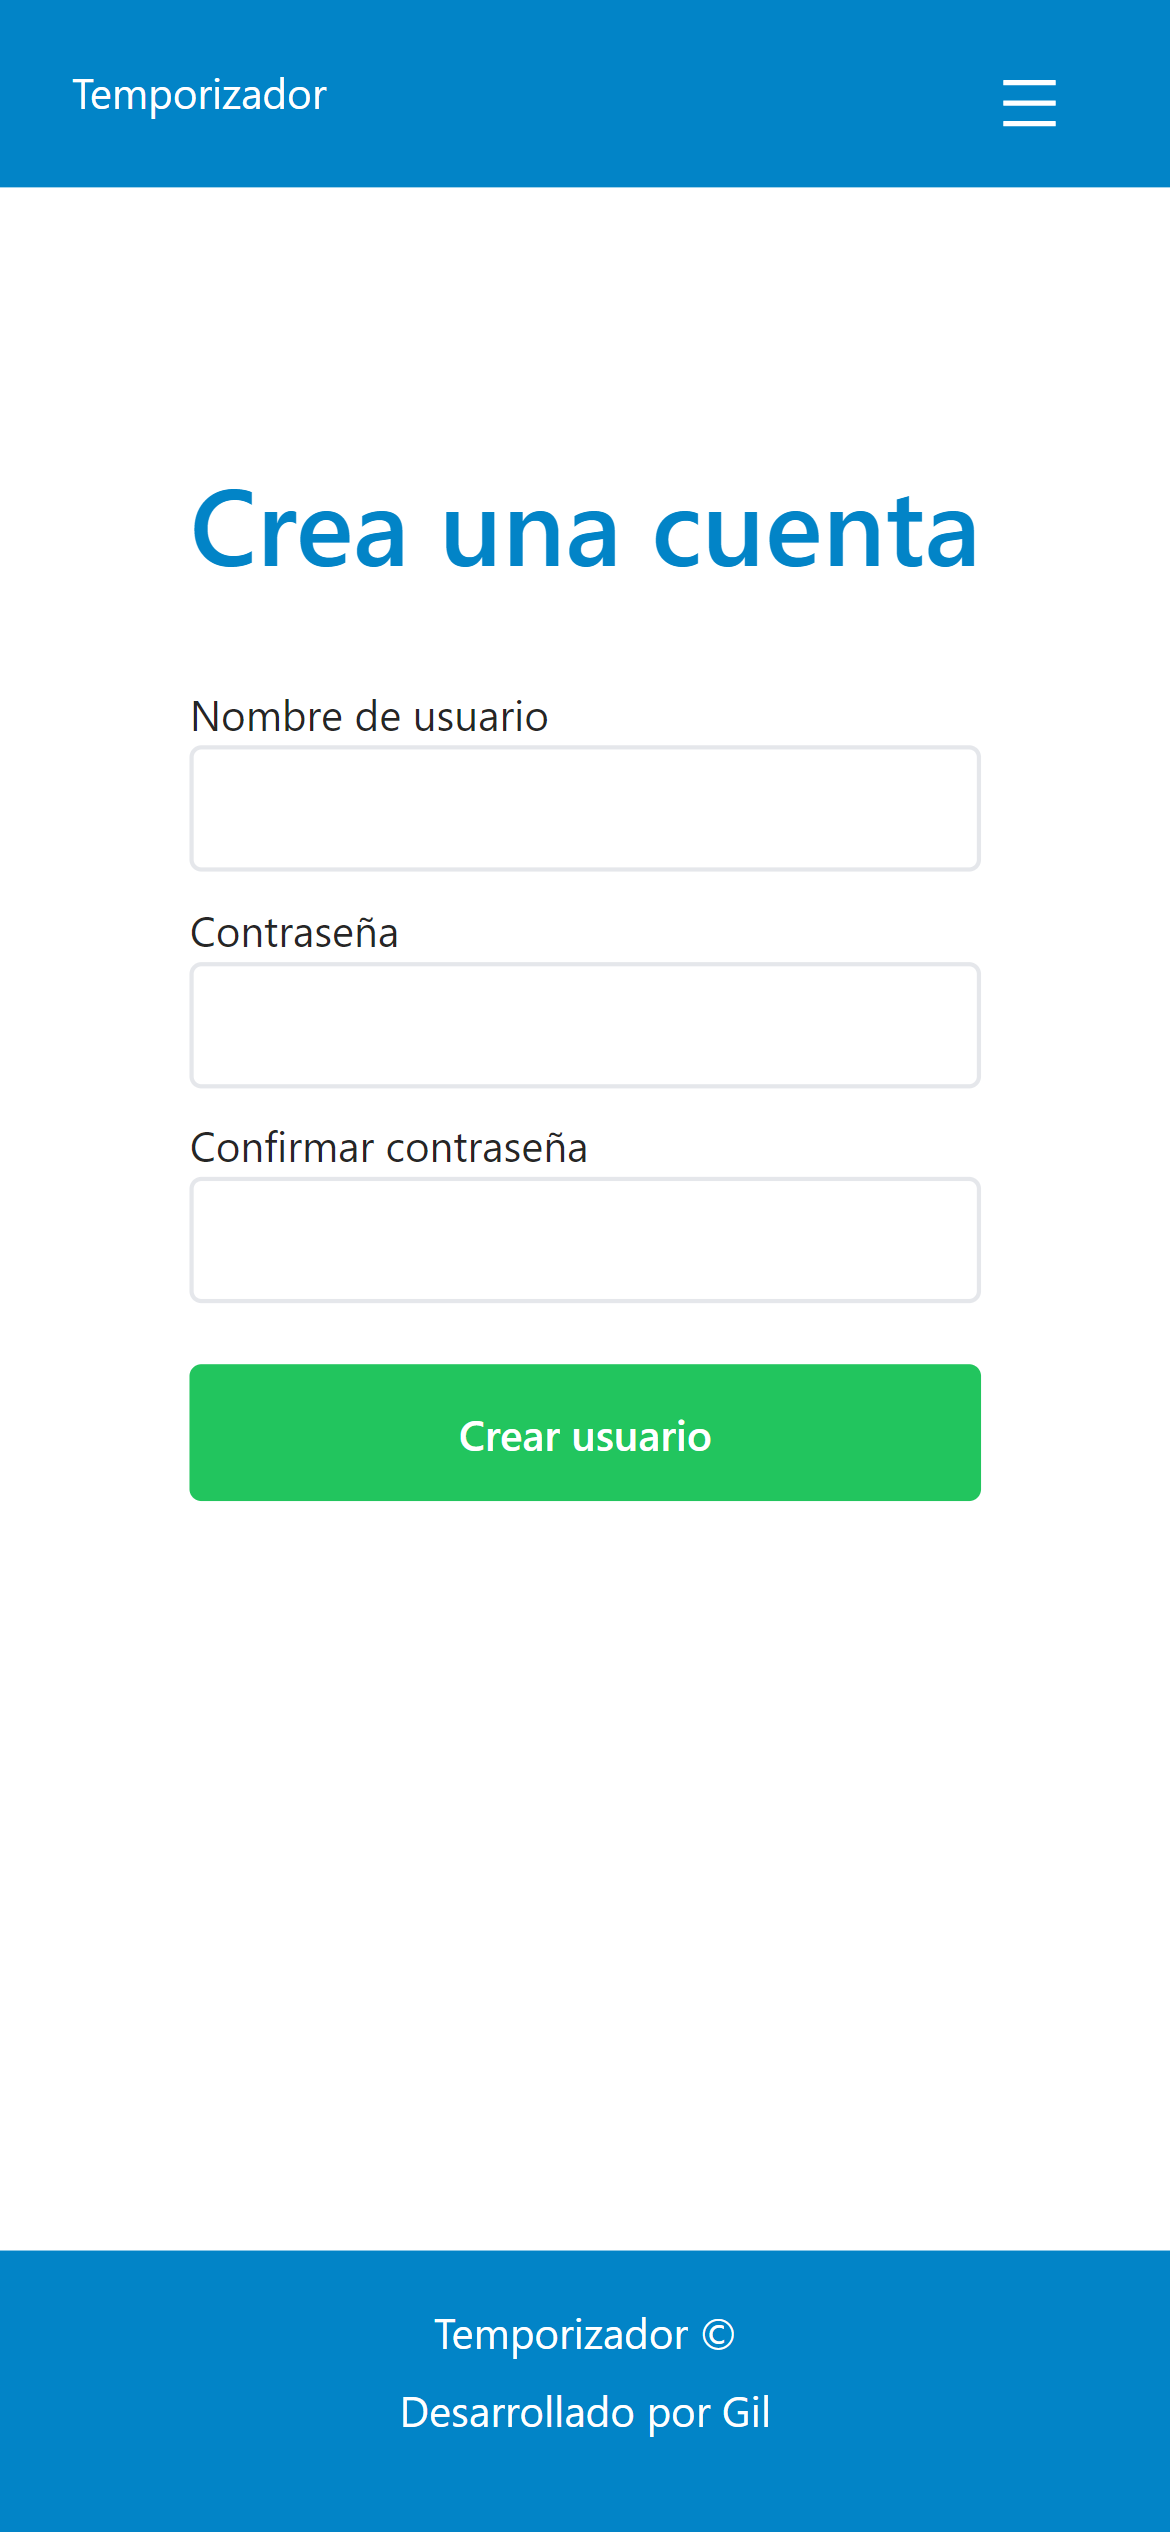 Temporizador
Crea una cuenta
Nombre de usuario
Contraseña
Confirmar contraseña
Crear usuario
Temporizador ©
Desarrollado por Gil